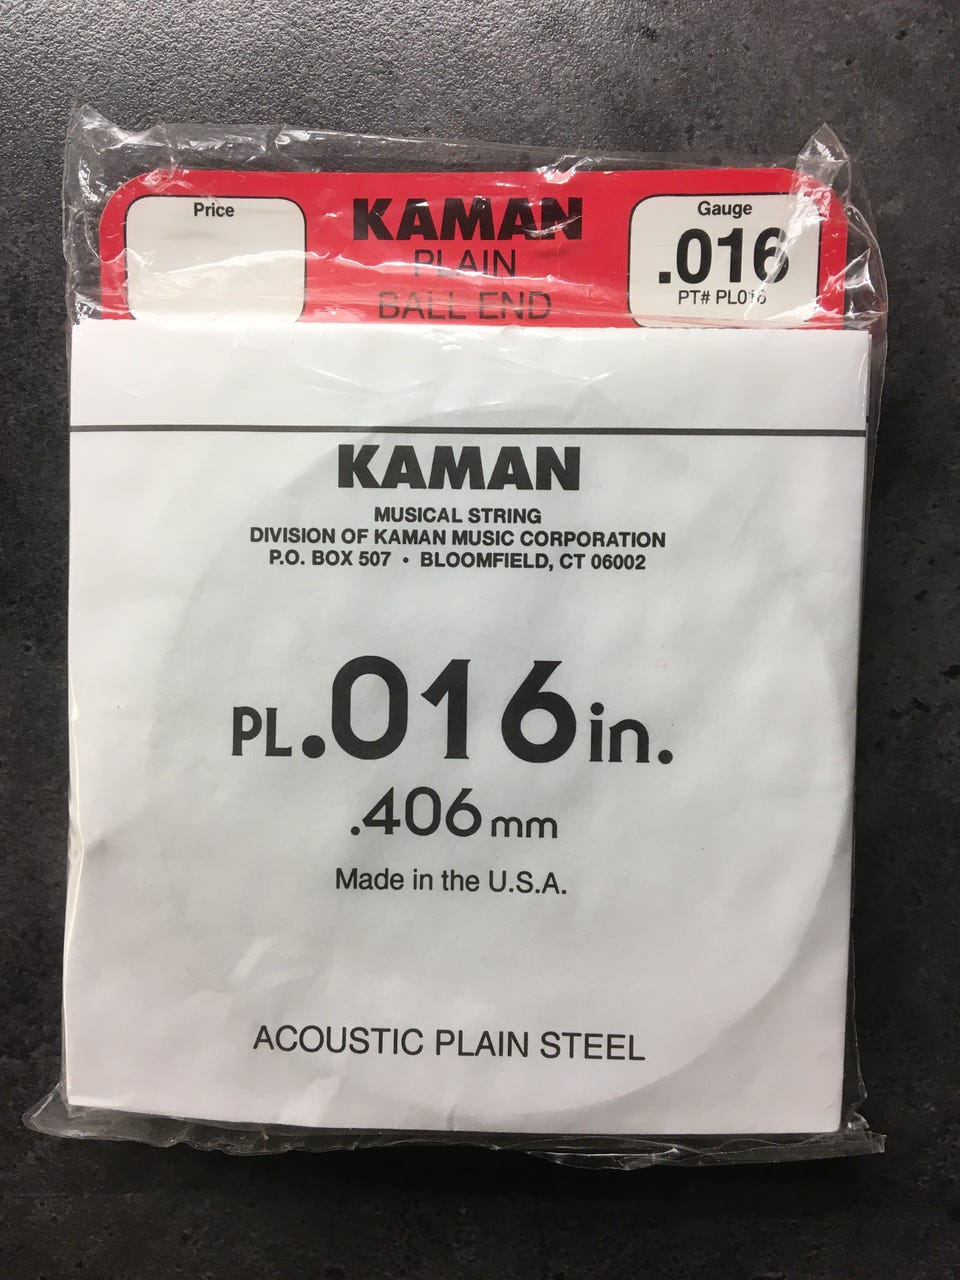 Price
KAMAN
PLAIN
BALL END
Gauge
.016
PT# PL016
KAMAN
MUSICAL STRING
DIVISION OF KAMAN MUSIC CORPORATION
P.O. BOX 507 • BLOOMFIELD, CT 06002
PL.016in.
.406mm
Made in the U.S.A.
ACOUSTIC PLAIN STEEL